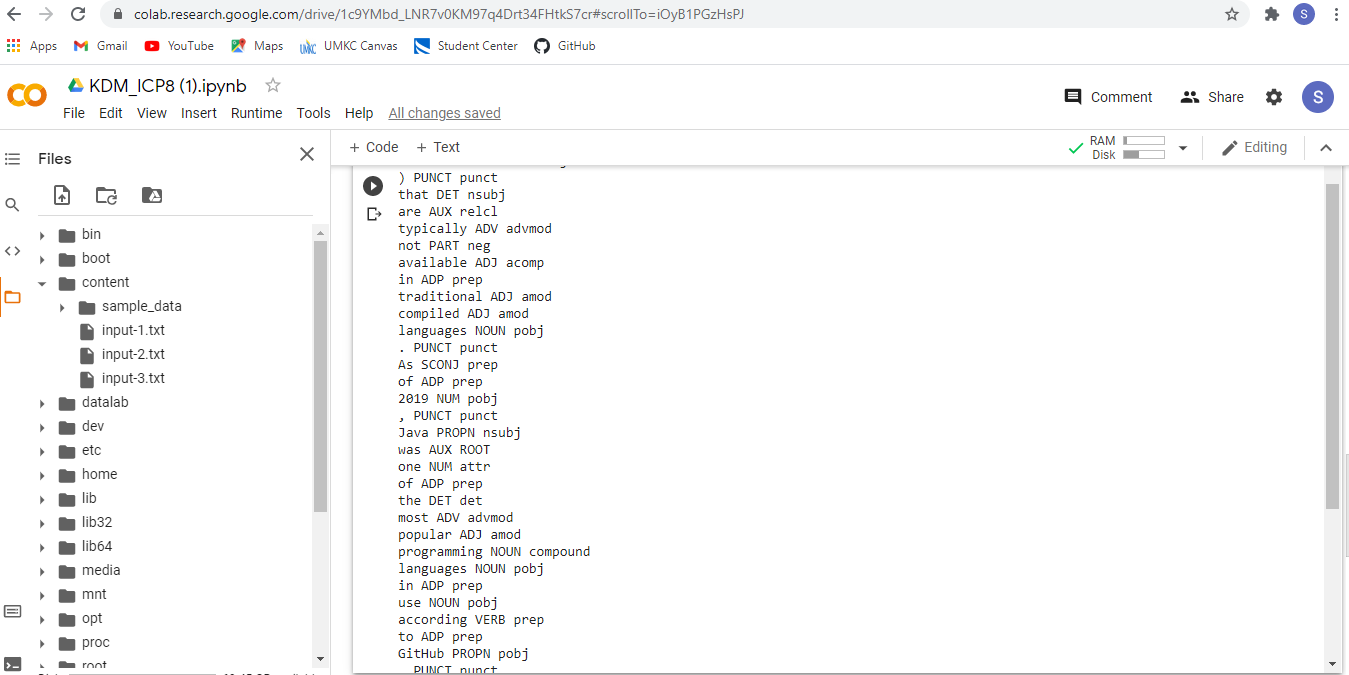 colab.research.google.com/drive/1c9YMbd_LNR7v0KM97q4Drt34FHtkS7cr#scrollTo=iOyB1PGzHsPJ
S
Apps Gmail YouTube Maps UMKC Canvas Student Center GitHub
CO
KDM_ICP8 (1).ipynb
Comment Share S
File Edit View Insert Runtime Tools Help All changes saved
Files
+ Code + Text
RAM
Disk
Editing
bin
boot
content
sample_data
input-1.txt
input-2.txt
input-3.txt
datalab
dev
etc
home
lib
lib32
lib64
media
mnt
opt
proc
root
) PUNCT punct
that DET nsubj
are AUX relcl
typically ADV advmod
not PART neg
available ADJ acomp
in ADP prep
traditional ADJ amod
compiled ADJ amod
languages NOUN pobj
. PUNCT punct
As SCONJ prep
of ADP prep
2019 NUM pobj
, PUNCT punct
Java PROPN nsubj
was AUX ROOT
one NUM attr
of ADP prep
the DET det
most ADV advmod
popular ADJ amod
programming NOUN compound
languages NOUN pobj
in ADP prep
use NOUN pobj
according VERB prep
to ADP prep
GitHub PROPN pobj
PUNCT punct